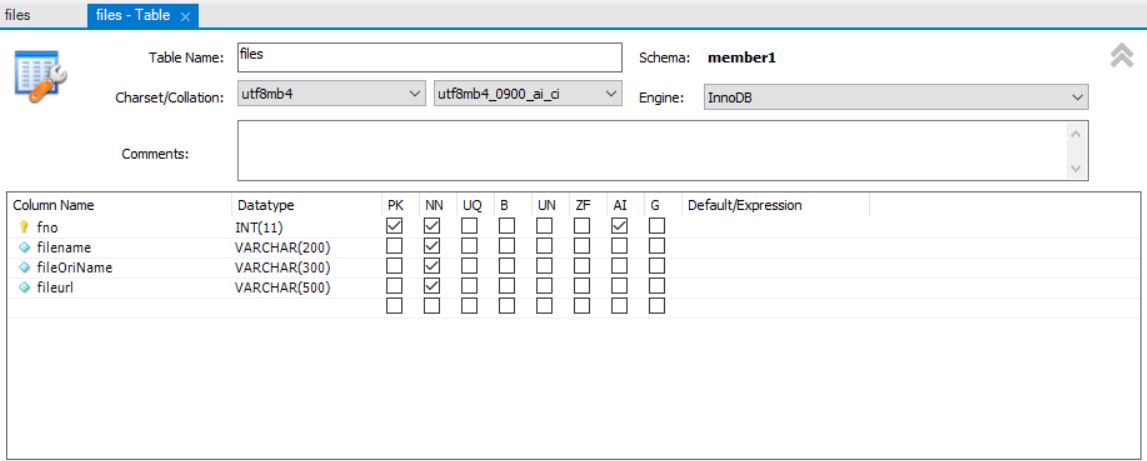 files files - Table ×
Table Name: files Schema: member1
Charset/Collation: utf8mb4 utf8mb4_0900_ai_ci Engine: InnoDB
Comments:
Column Name Datatype PK NN UQ B UN ZF AI G Default/Expression
fno INT(11)
filename VARCHAR(200)
fileOriName VARCHAR(300)
fileurl VARCHAR(500)